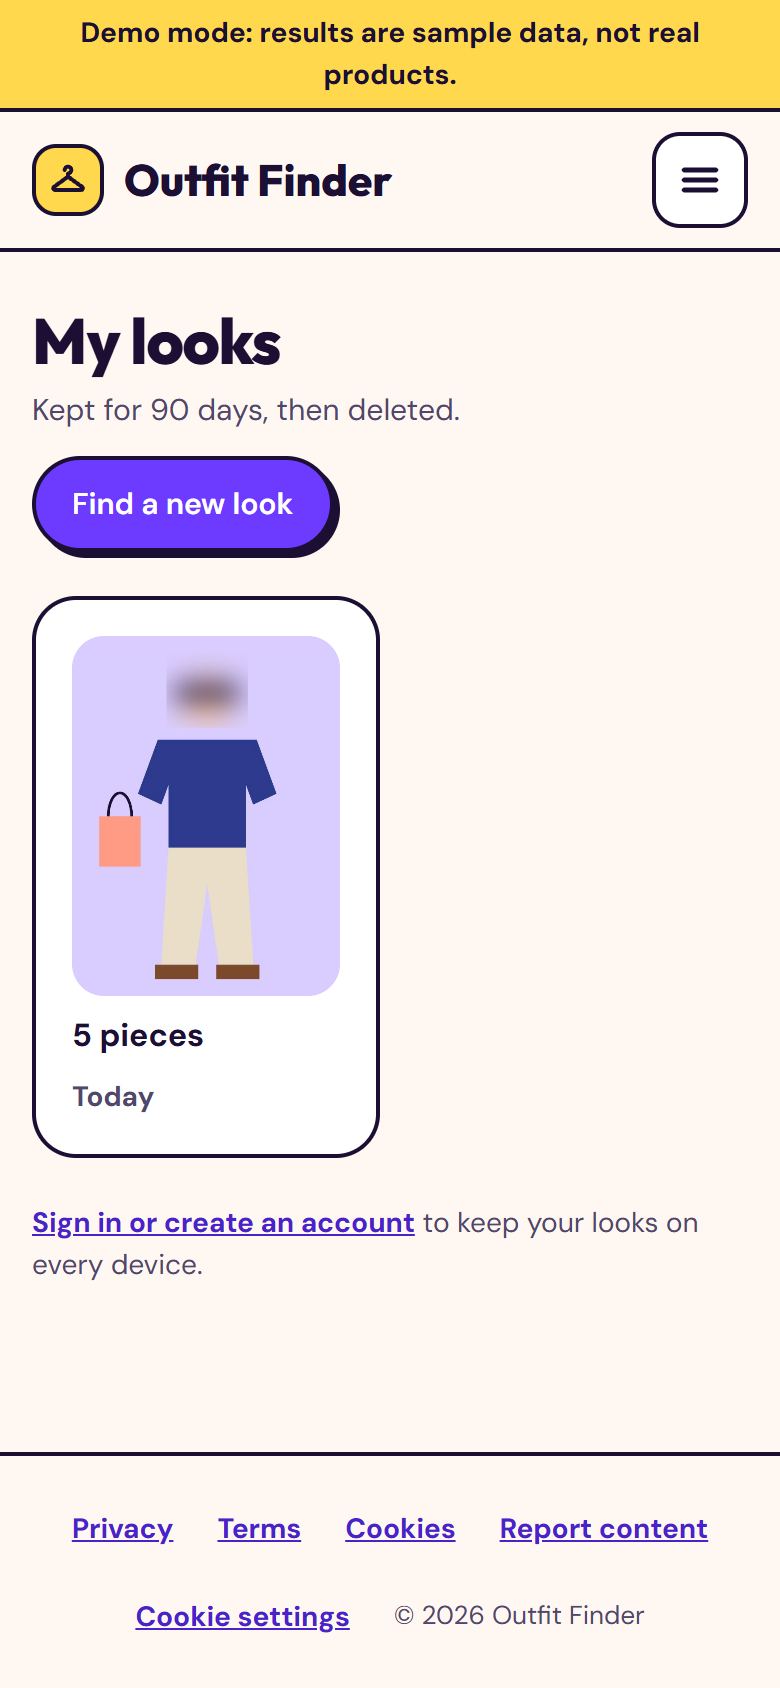 Demo mode: results are sample data, not real
products.
Outfit Finder
My looks
Kept for 90 days, then deleted.
Find a new look
5 pieces
Today
Sign in or create an account to keep your looks on
every device.
Privacy Terms Cookies Report content
Cookie settings © 2026 Outfit Finder